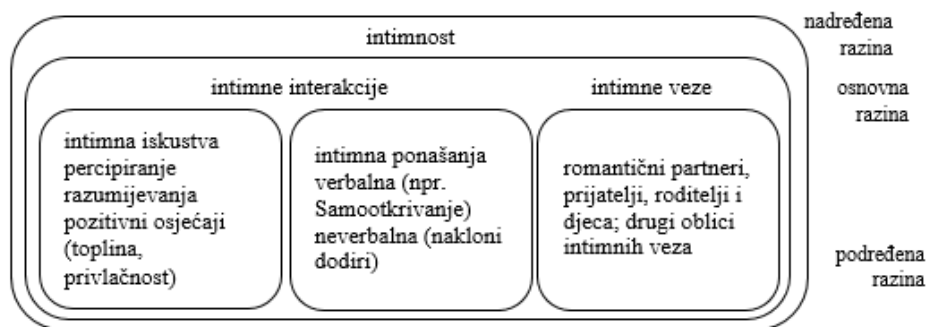 intimnost
nadređena
razina
intimne interakcije
intimne veze
osnovna
razina
intimna iskustva
percipiranje
razumijevanja
pozitivni osjećaji
(toplina,
privlačnost)
intimna ponašanja
verbalna (npr.
Samootkrivanje)
neverbalna (nakloni
dodiri)
romantični partneri,
prijatelji, roditelji i
djeca; drugi oblici
intimnih veza
podređena
razina